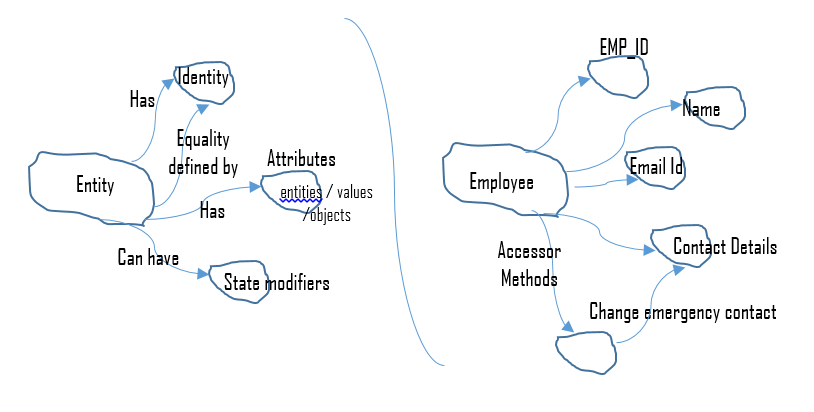 Identity
Has
Equality
defined by
Attributes
Entity
entities / values
/objects
Has
Can have
State modifiers
EMP_ID
Name
Email Id
Employee
Accessor
Methods
Contact Details
Change emergency contact